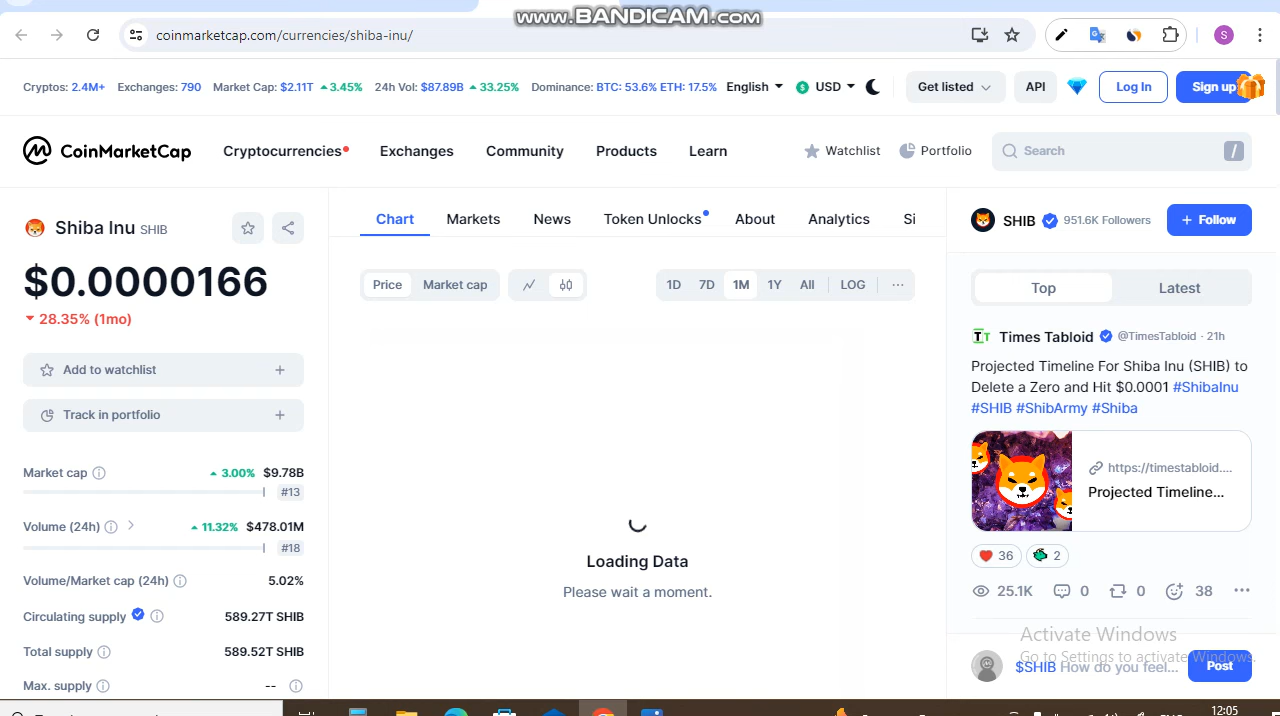 www.BANDICAM.com
coinmarketcap.com/currencies/shiba-inu/
S
Cryptos: 2.4M+ Exchanges: 790 Market Cap: $2.11T 3.45% 24h Vol: $87.89B 33.25% Dominance: BTC: 53.6% ETH: 17.5% English USD Get listed API Log In Sign up
CoinMarketCap Cryptocurrencies Exchanges Community Products Learn Watchlist Portfolio Search /
Shiba Inu SHIB
$0.0000166
28.35% (1mo)
Add to watchlist +
Track in portfolio +
Market cap 3.00% $9.78B
#13
Volume (24h) 11.32% $478.01M
#18
Volume/Market cap (24h) 5.02%
Circulating supply 589.27T SHIB
Total supply 589.52T SHIB
Max. supply --
Chart Markets News Token Unlocks About Analytics Si
Price Market cap 1D 7D 1M 1Y All LOG ...
Loading Data
Please wait a moment.
SHIB 951.6K Followers + Follow
Top Latest
Times Tabloid @TimesTabloid · 21h
Projected Timeline For Shiba Inu (SHIB) to
Delete a Zero and Hit $0.0001 #ShibaInu
#SHIB #ShibArmy #Shiba
https://timestabloid....
Projected Timeline...
36 2
25.1K 0 0 38 ...
Activate Windows
Go to Settings to activate Windows.
$SHIB How do you feel... Post
12:05